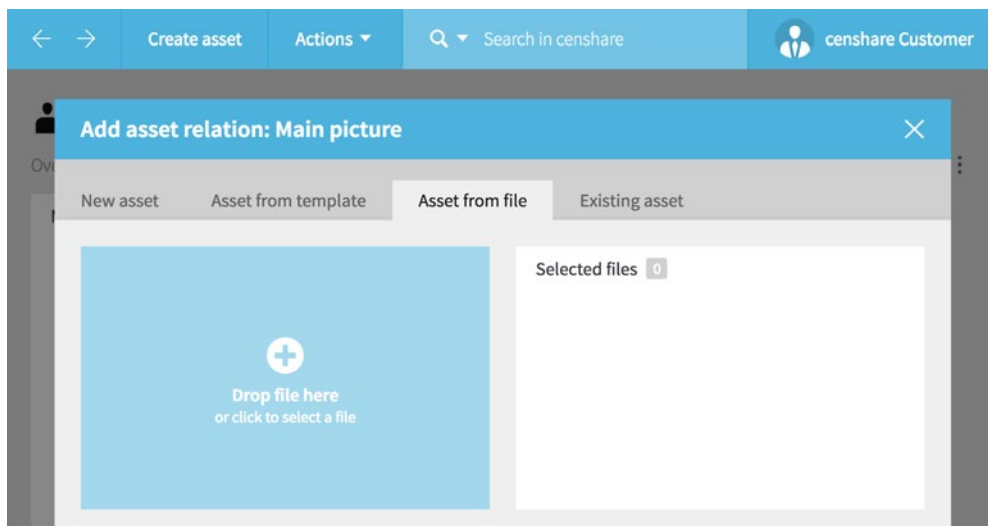 Create asset
Actions
Search in censhare
censhare Customer
Add asset relation: Main picture
New asset
Asset from template
Asset from file
Existing asset
Selected files 0
Drop file here
or click to select a file